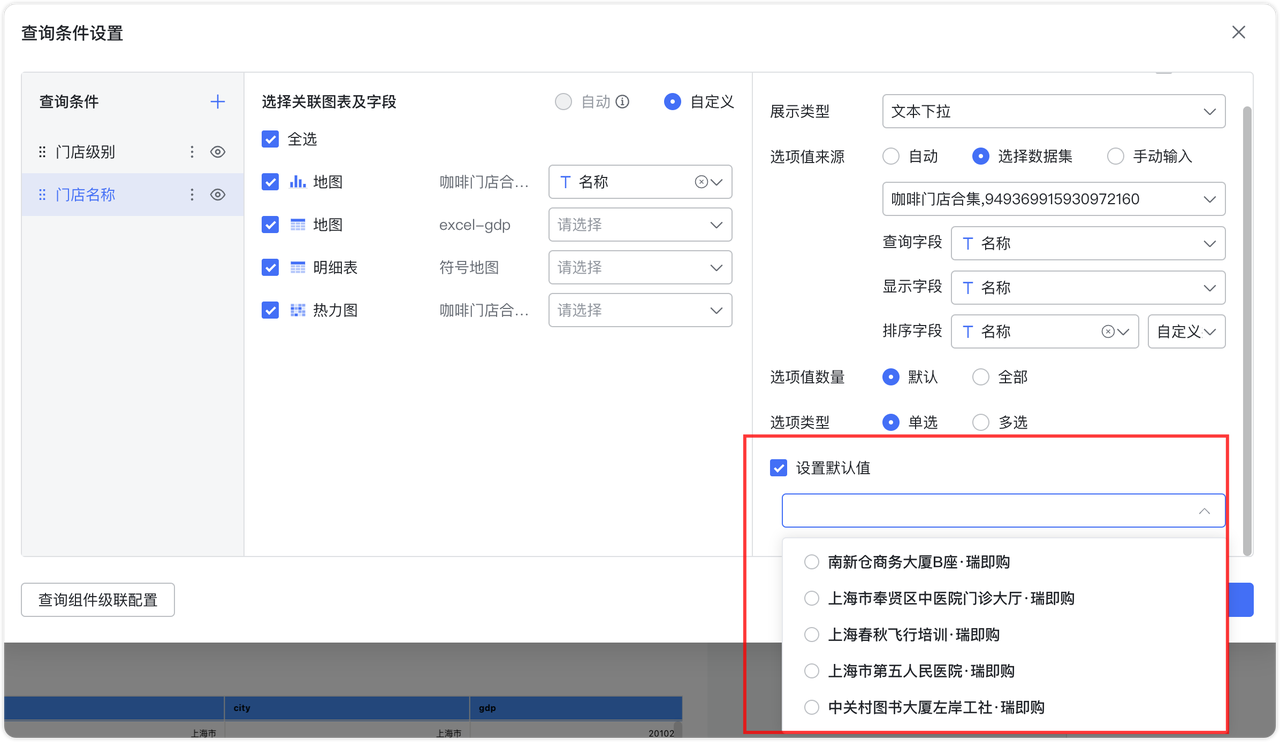 查询条件设置
查询条件
门店级别
门店名称
选择关联图表及字段
自动
自定义
全选
地图 咖啡门店合... T 名称
地图 excel-gdp 请选择
明细表 符号地图 请选择
热力图 咖啡门店合... 请选择
展示类型 文本下拉
选项值来源 自动 选择数据集 手动输入
咖啡门店合集,949369915930972160
查询字段 T 名称
显示字段 T 名称
排序字段 T 名称 自定义
选项值数量 默认 全部
选项类型 单选 多选
设置默认值
南新仓商务大厦B座·瑞即购
上海市奉贤区中医院门诊大厅·瑞即购
上海春秋飞行培训·瑞即购
上海市第五人民医院·瑞即购
中关村图书大厦左岸工社·瑞即购
查询组件级联配置
city gdp
上海市 上海市 20102